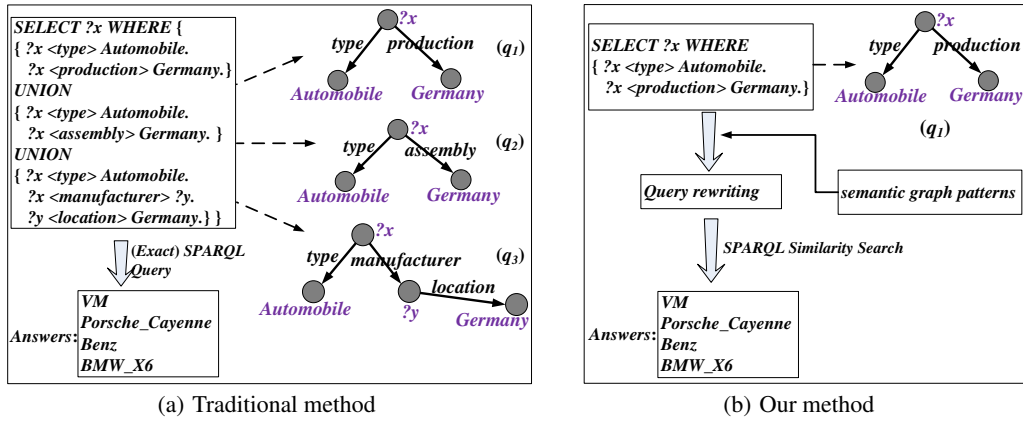 SELECT ?x WHERE {
{ ?x <type> Automobile.
?x <production> Germany.}
UNION
{ ?x <type> Automobile.
?x <assembly> Germany. }
UNION
{ ?x <type> Automobile.
?x <manufacturer> ?y.
?y <location> Germany.} }
(Exact) SPARQL
Query
Answers:
VM
Porsche_Cayenne
Benz
BMW_X6
?x
type
production
(q1)
Automobile
Germany
?x
type
assembly
(q2)
Automobile
Germany
?x
type
manufacturer
(q3)
location
Automobile
?y
Germany
(a) Traditional method
SELECT ?x WHERE
{ ?x <type> Automobile.
?x <production> Germany.}
?x
type
production
Automobile
Germany
(q1)
Query rewriting
semantic graph patterns
SPARQL Similarity Search
Answers:
VM
Porsche_Cayenne
Benz
BMW_X6
(b) Our method